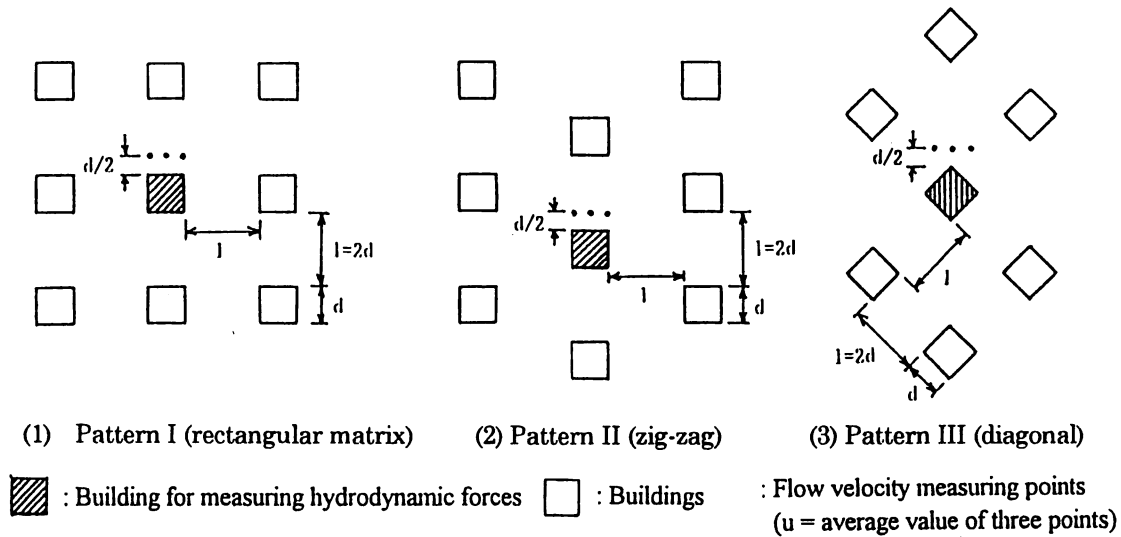 d/2
l
l=2d
d
d/2
l
l=2d
d
d/2
l
l=2d
d
(1) Pattern I (rectangular matrix)
(2) Pattern II (zig-zag)
(3) Pattern III (diagonal)
: Building for measuring hydrodynamic forces
: Buildings
: Flow velocity measuring points
(u = average value of three points)